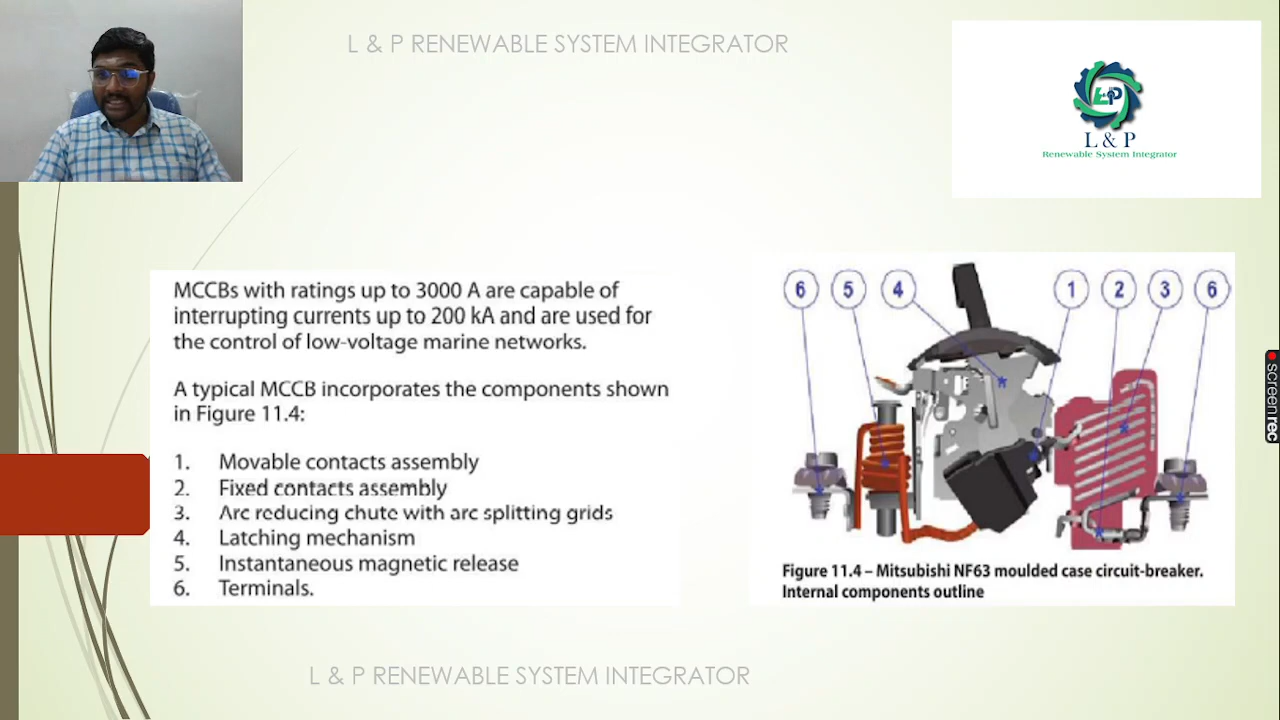 L & P RENEWABLE SYSTEM INTEGRATOR
L & P
L & P
Renewable System Integrator
MCCBs with ratings up to 3000 A are capable of
interrupting currents up to 200 kA and are used for
the control of low-voltage marine networks.
A typical MCCB incorporates the components shown
in Figure 11.4:
1. Movable contacts assembly
2. Fixed contacts assembly
3. Arc reducing chute with arc splitting grids
4. Latching mechanism
5. Instantaneous magnetic release
6. Terminals.
6 5 4 1 2 3 6
Figure 11.4 – Mitsubishi NF63 moulded case circuit-breaker.
Internal components outline
screenrec
L & P RENEWABLE SYSTEM INTEGRATOR